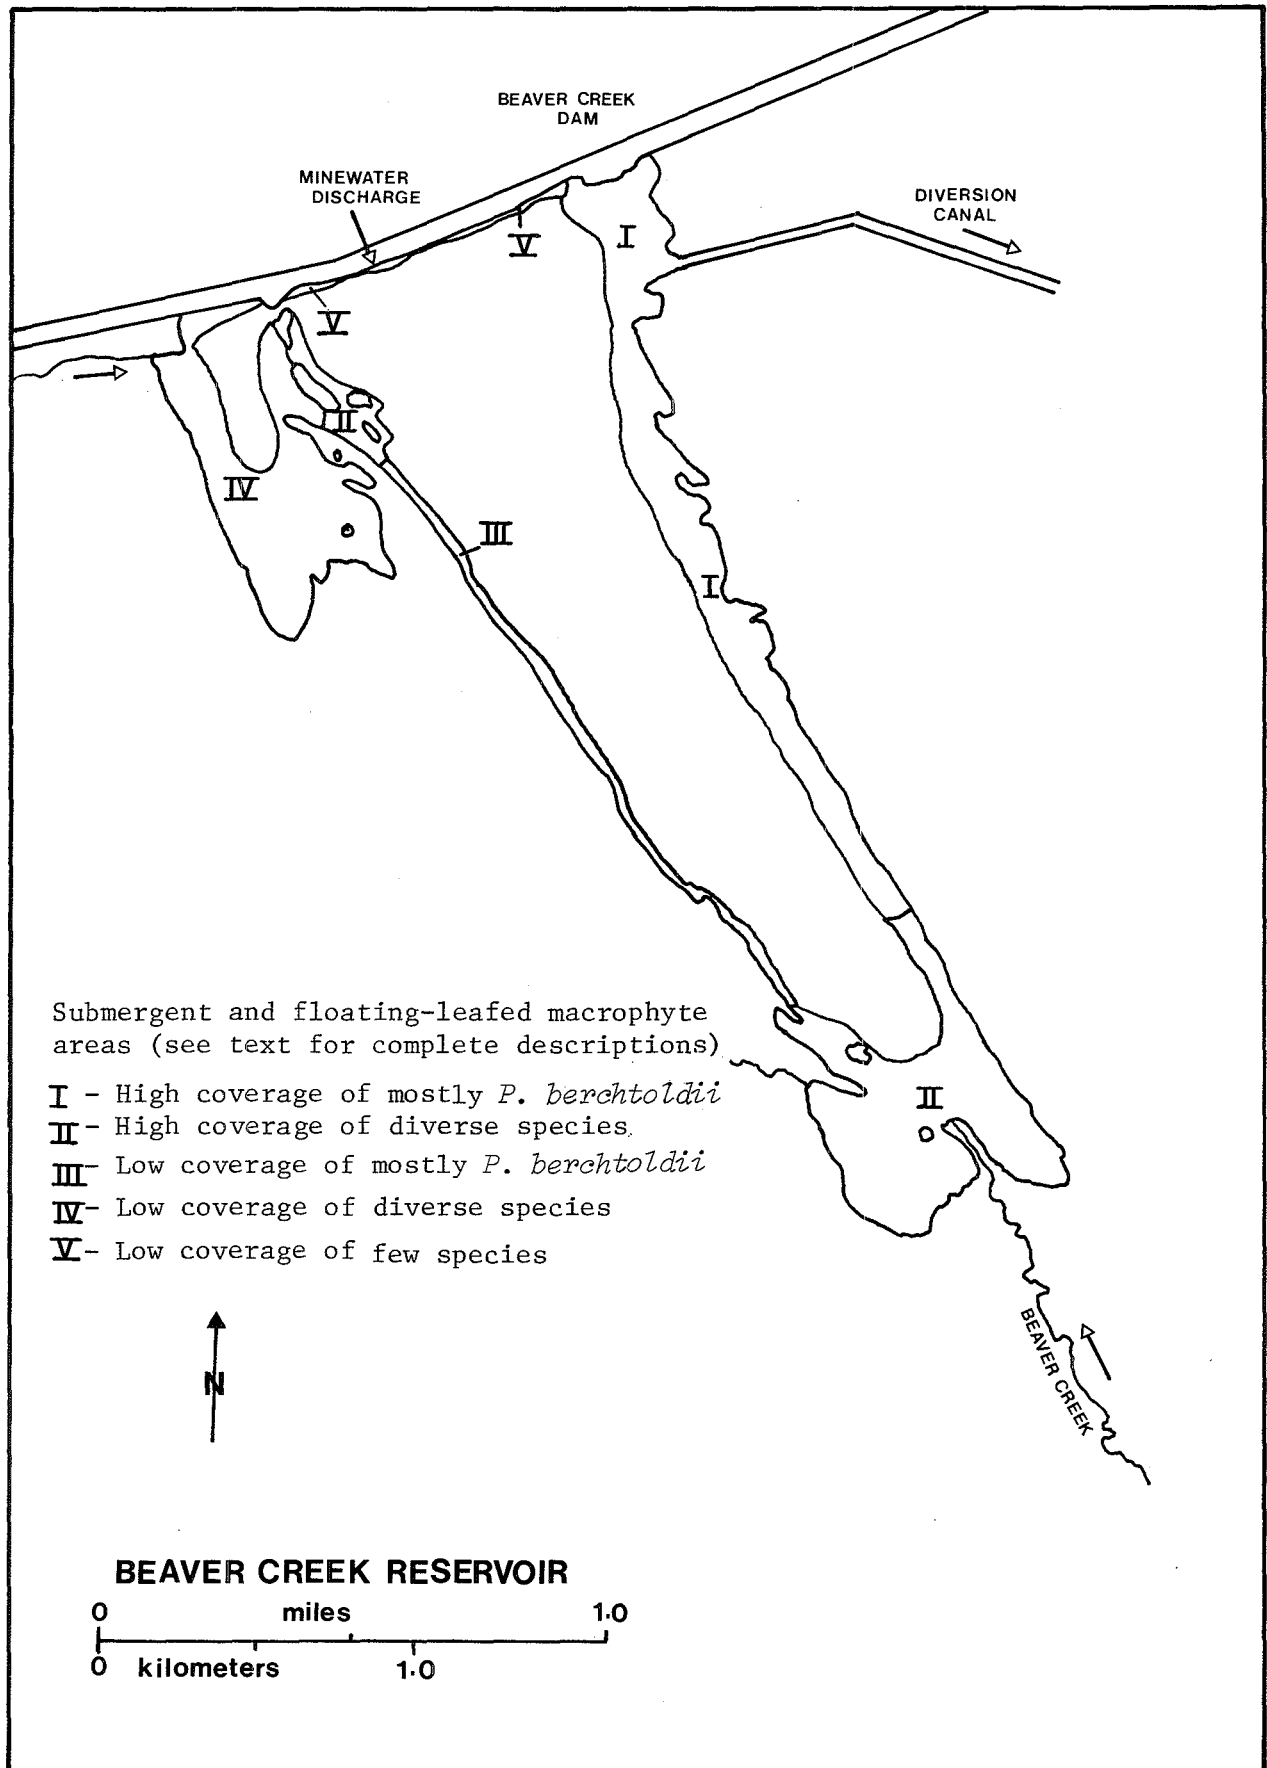 BEAVER CREEK
DAM
MINEWATER
DISCHARGE
DIVERSION
CANAL
I
V
V
II
IV
III
I
Submergent and floating-leafed macrophyte
areas (see text for complete descriptions)
I - High coverage of mostly P. berchtoldii
II - High coverage of diverse species
III - Low coverage of mostly P. berchtoldii
IV - Low coverage of diverse species
V - Low coverage of few species
II
N
BEAVER CREEK
BEAVER CREEK RESERVOIR
0 miles 1.0
0 kilometers 1.0